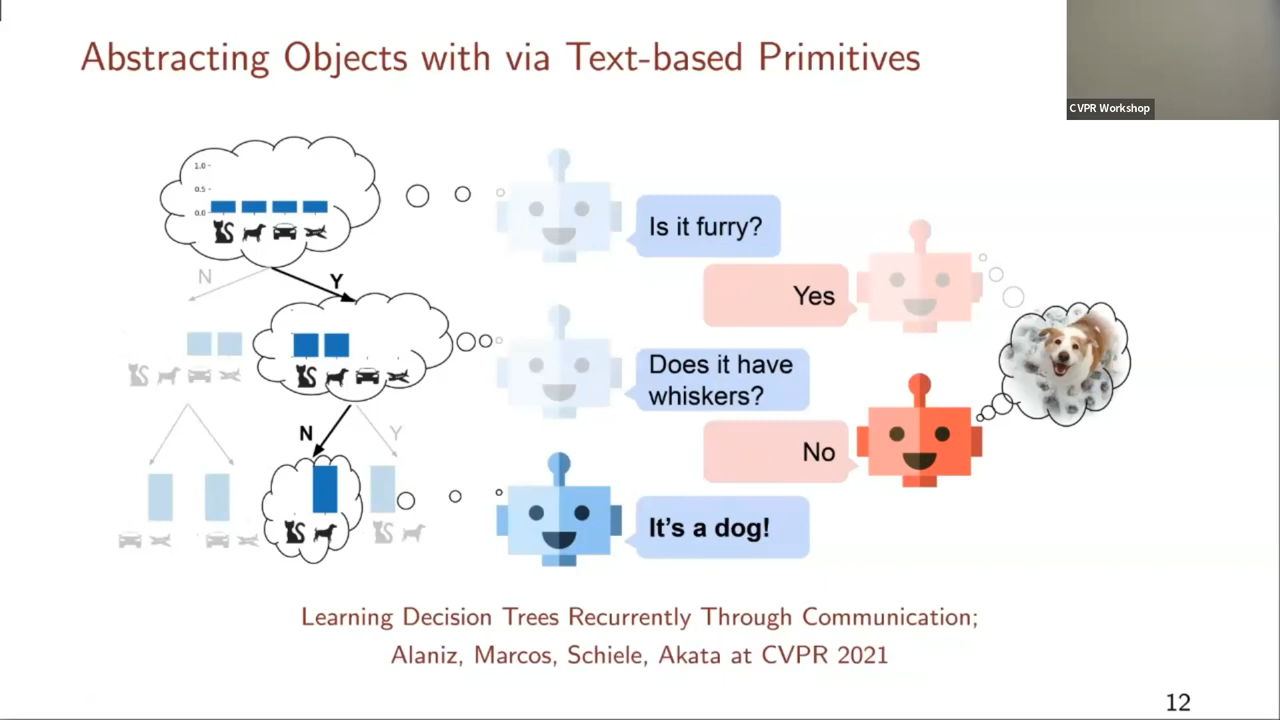 Abstracting Objects with via Text-based Primitives
CVPR Workshop
1.0
0.5
0.0
N
Y
Is it furry?
Yes
Does it have
whiskers?
N
Y
No
It's a dog!
Learning Decision Trees Recurrently Through Communication;
Alaniz, Marcos, Schiele, Akata at CVPR 2021
12